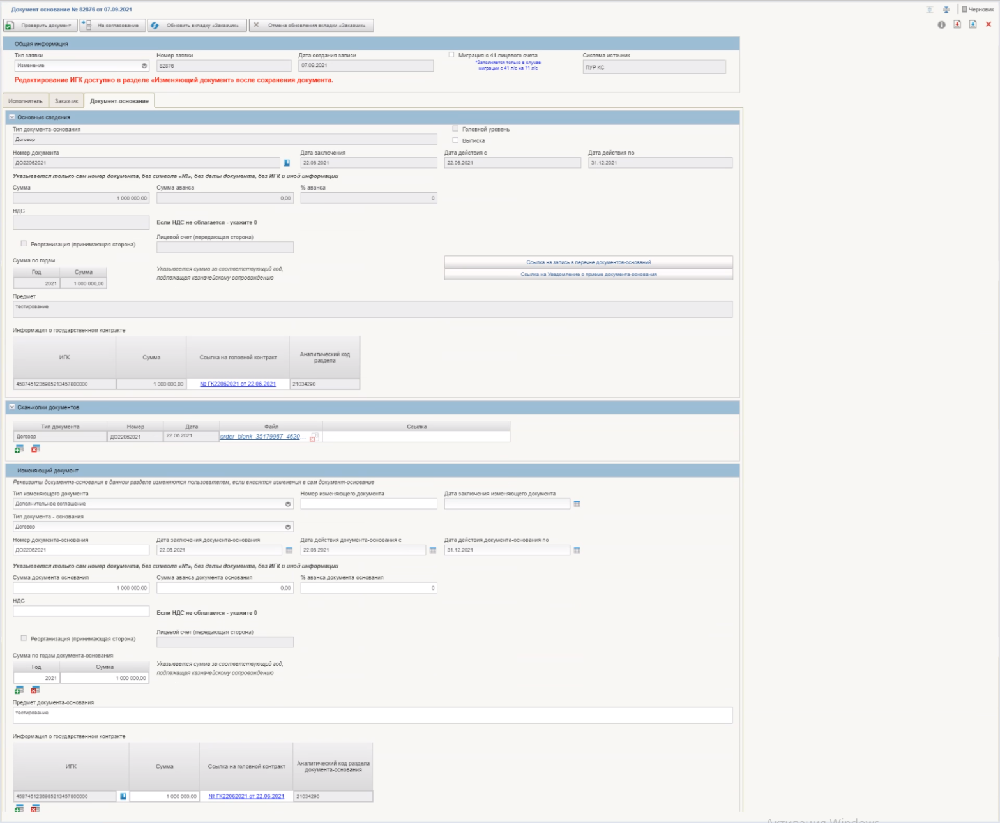 Документ основание № 82876 от 07.09.2021
Черновик
Проверить документ
На согласование
Обновить вкладку «Заказчик»
Отмена обновления вкладки «Заказчик»
Общая информация
Тип заявки
Номер заявки
Дата создания записи
Миграция с 41 лицевого счета
Система источник
Изменение
82876
07.09.2021
*Заполняется только в случае
миграции с 41 л/с на 71 л/с
ПУР КС
Редактирование ИГК доступно в разделе «Изменяющий документ» после сохранения документа.
Исполнитель
Заказчик
Документ-основание
Основные сведения
Тип документа-основания
Головной уровень
Договор
Выписка
Номер документа
Дата заключения
Дата действия с
Дата действия по
ДО22062021
22.06.2021
22.06.2021
31.12.2021
Указывается только сам номер документа, без символа «№», без даты документа, без ИГК и иной информации
Сумма
Сумма аванса
% аванса
1 000 000,00
0,00
0
НДС
Если НДС не облагается - укажите 0
Лицевой счет (передающая сторона)
Реорганизация (принимающая сторона)
Сумма по годам
Ссылка на запись в перечне документов-оснований
Год
Сумма
Указывается сумма за соответствующий год,
подлежащая казначейскому сопровождению
Ссылка на Уведомление о приеме документа-основания
2021
1 000 000,00
Предмет
тестирование
Информация о государственном контракте
ИГК
Сумма
Ссылка на головной контракт
Аналитический код
раздела
4587451236985213457800000
1 000 000,00
№ ГК22062021 от 22.06.2021
21034290
Скан-копии документов
Тип документа
Номер
Дата
Файл
Ссылка
Договор
ДО22062021
22.06.2021
order_blank_35179987_4620...
Изменяющий документ
Реквизиты документа-основания в данном разделе изменяются пользователем, если вносятся изменения в сам документ-основание
Тип изменяющего документа
Номер изменяющего документа
Дата заключения изменяющего документа
Дополнительное соглашение
Тип документа - основания
Договор
Номер документа-основания
Дата заключения документа-основания
Дата действия документа-основания с
Дата действия документа-основания по
ДО22062021
22.06.2021
22.06.2021
31.12.2021
Указывается только сам номер документа, без символа «№», без даты документа, без ИГК и иной информации
Сумма документа-основания
Сумма аванса документа-основания
% аванса документа-основания
1 000 000,00
0,00
0
НДС
Если НДС не облагается - укажите 0
Лицевой счет (передающая сторона)
Реорганизация (принимающая сторона)
Сумма по годам документа-основания
Год
Сумма
Указывается сумма за соответствующий год,
подлежащая казначейскому сопровождению
2021
1 000 000,00
Предмет документа-основания
тестирование
Информация о государственном контракте
ИГК
Сумма
Ссылка на головной контракт
Аналитический код раздела
документа-основания
4587451236985213457800000
1 000 000,00
№ ГК22062021 от 22.06.2021
21034290
Активация Windows